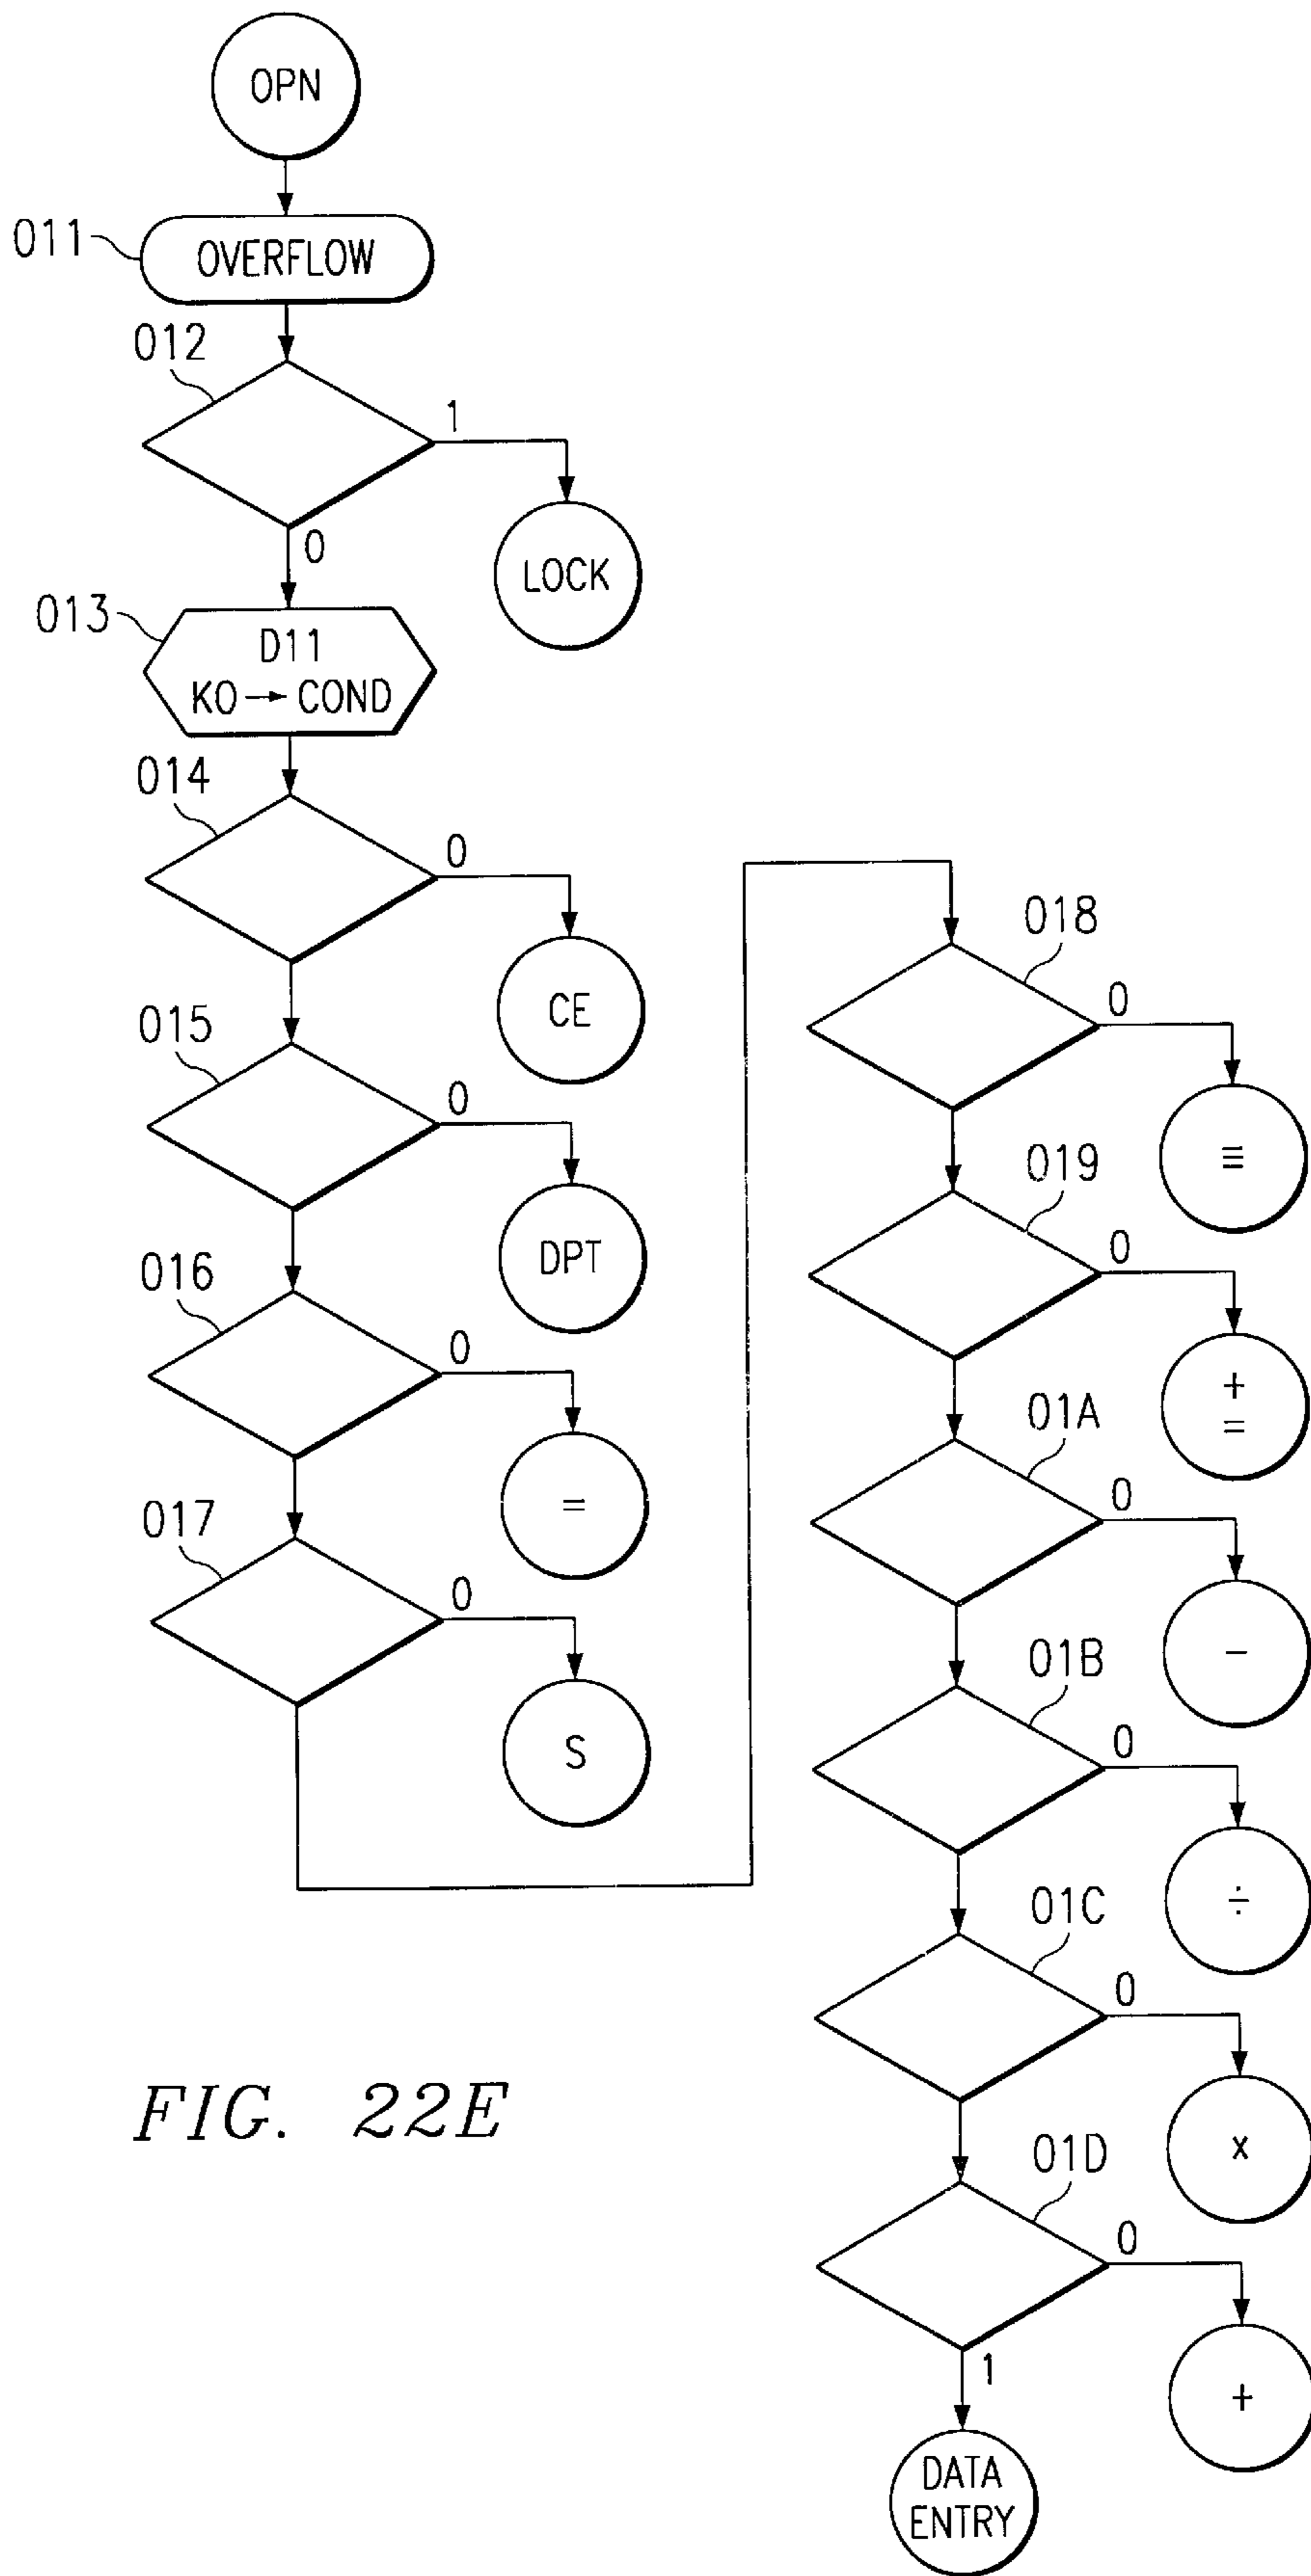 OPN
011
OVERFLOW
012
1
LOCK
0
013
D11
KO → COND
014
0
CE
015
0
DPT
016
0
=
017
0
S
018
0
≡
019
0
+
=
01A
0
−
01B
0
÷
01C
0
x
01D
0
+
1
DATA
ENTRY
FIG. 22E